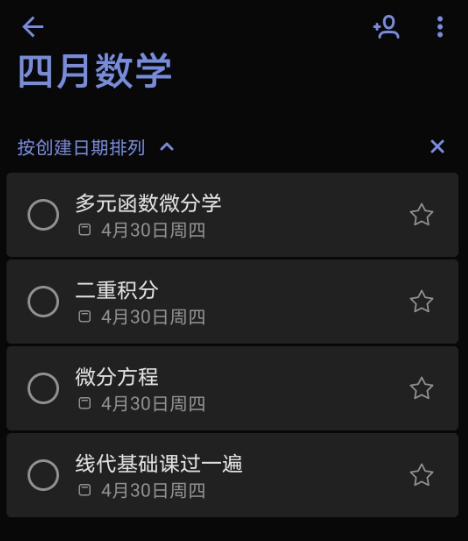 四月数学
按创建日期排列
多元函数微分学
4月30日周四
二重积分
4月30日周四
微分方程
4月30日周四
线代基础课过一遍
4月30日周四